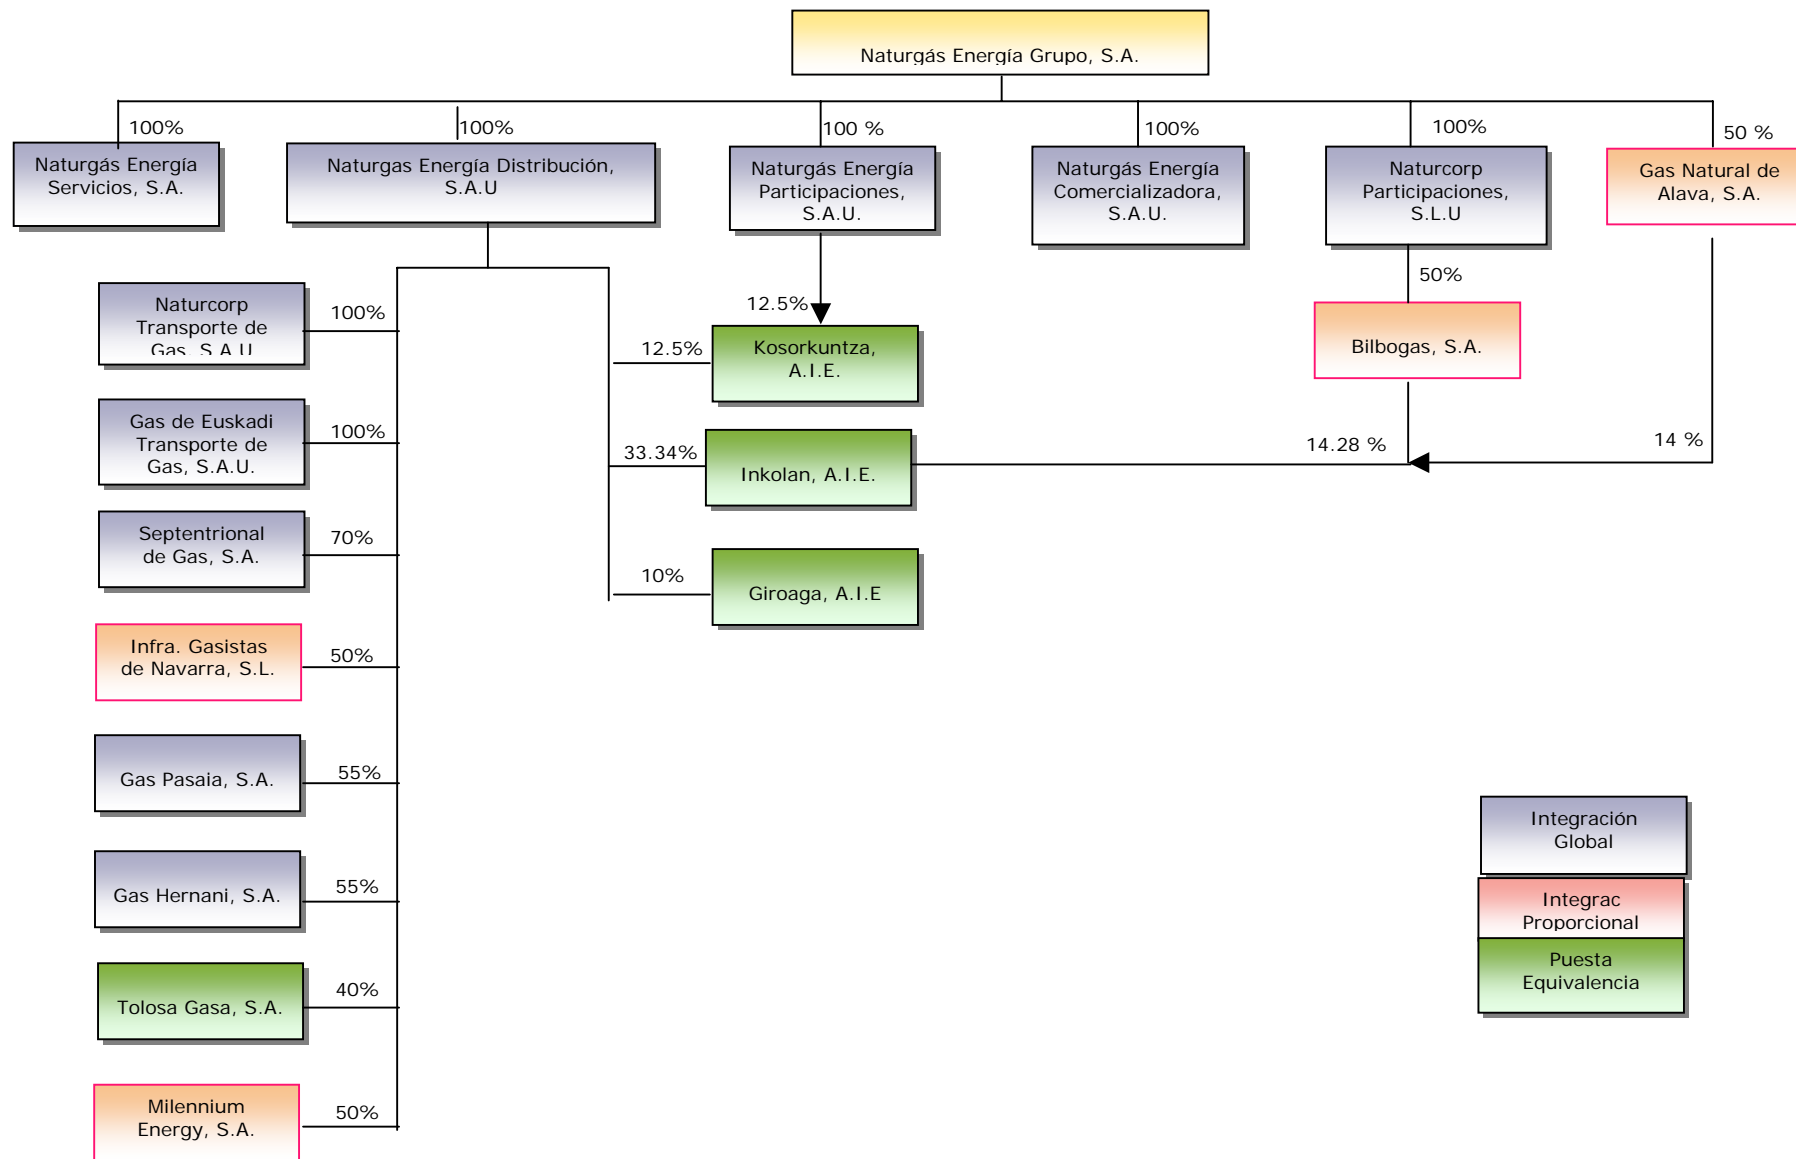 Naturgás Energía Grupo, S.A.
100%
100%
100 %
100%
100%
50 %
Naturgás Energía
Servicios, S.A.
Naturgas Energía Distribución,
S.A.U
Naturgás Energía
Participaciones,
S.A.U.
Naturgás Energía
Comercializadora,
S.A.U.
Naturcorp
Participaciones,
S.L.U
Gas Natural de
Alava, S.A.
50%
Naturcorp
Transporte de
Gas, S.A.U
100%
12.5%
12.5%
Kosorkuntza,
A.I.E.
Bilbogas, S.A.
Gas de Euskadi
Transporte de
Gas, S.A.U.
100%
33.34%
Inkolan, A.I.E.
14.28 %
14 %
Septentrional
de Gas, S.A.
70%
10%
Giroaga, A.I.E
Infra. Gasistas
de Navarra, S.L.
50%
Gas Pasaia, S.A.
55%
Gas Hernani, S.A.
55%
Tolosa Gasa, S.A.
40%
Milennium
Energy, S.A.
50%
Integración
Global
Integrac
Proporcional
Puesta
Equivalencia